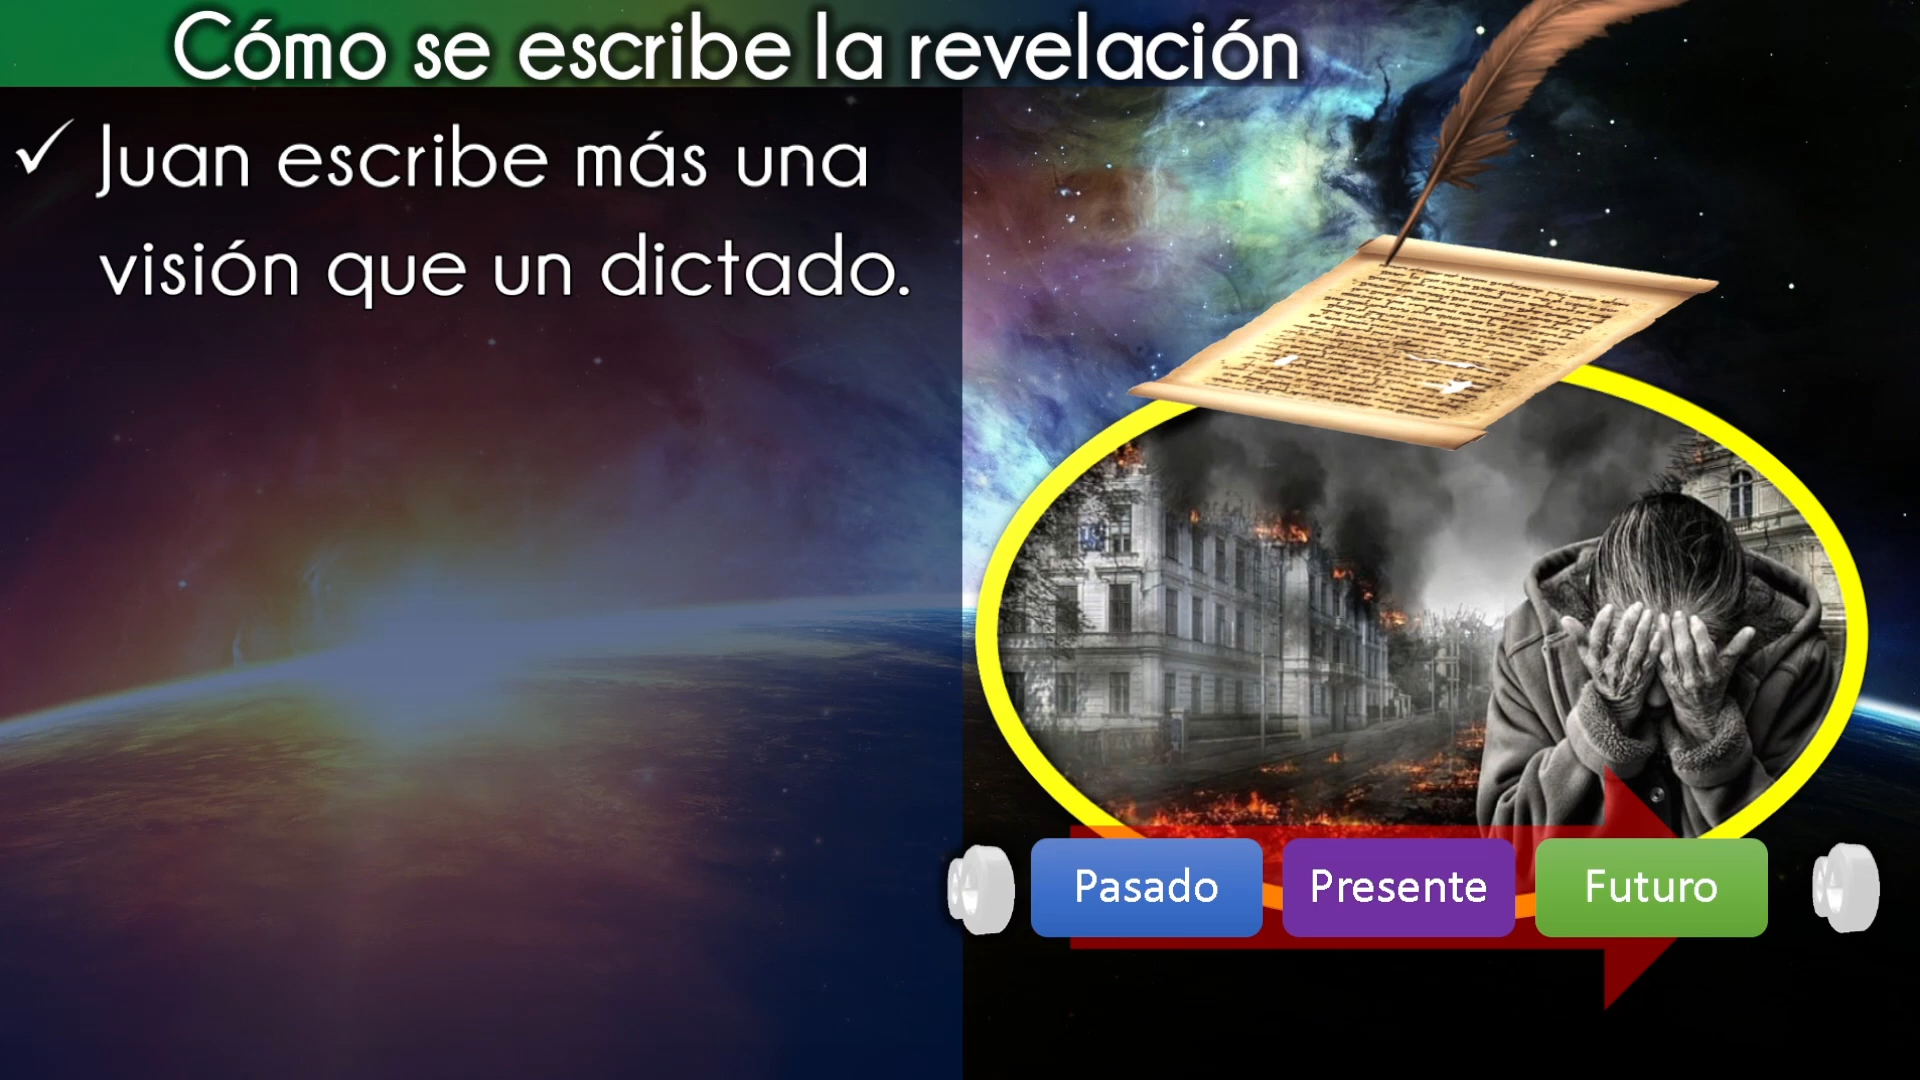 Cómo se escribe la revelación
✓ Juan escribe más una
visión que un dictado.
Pasado
Presente
Futuro